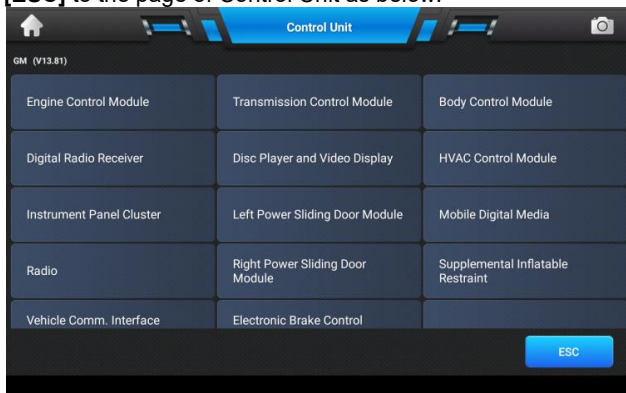 [ESC] to the page of Control Unit as below:
Control Unit
GM (V13.81)
Engine Control Module
Transmission Control Module
Body Control Module
Digital Radio Receiver
Disc Player and Video Display
HVAC Control Module
Instrument Panel Cluster
Left Power Sliding Door Module
Mobile Digital Media
Radio
Right Power Sliding Door
Module
Supplemental Inflatable
Restraint
Vehicle Comm. Interface
Electronic Brake Control
ESC